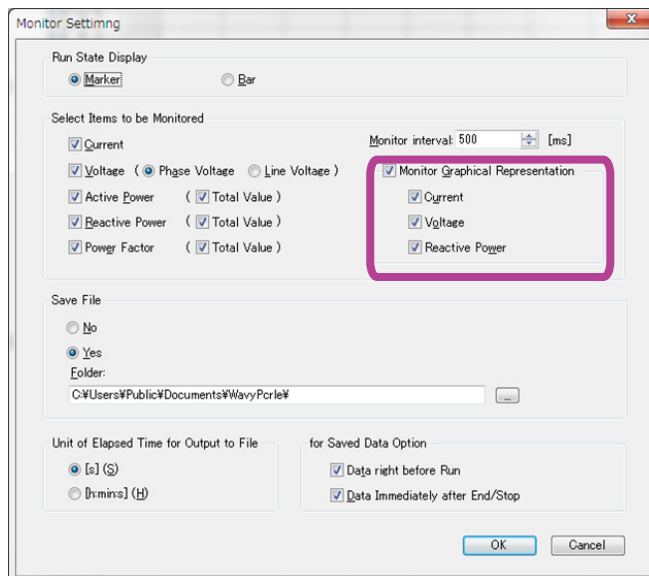 Monitor Settimng
Run State Display
Marker
Bar
Select Items to be Monitored
Current
Monitor interval: 500 [ms]
Voltage ( Phase Voltage Line Voltage )
Monitor Graphical Representation
Active Power ( Total Value )
Current
Reactive Power ( Total Value )
Voltage
Power Factor ( Total Value )
Reactive Power
Save File
No
Yes
Folder:
C:¥Users¥Public¥Documents¥WavyPcrle¥
...
Unit of Elapsed Time for Output to File
[s] (S)
[h:min:s] (H)
for Saved Data Option
Data right before Run
Data Immediately after End/Stop
OK
Cancel